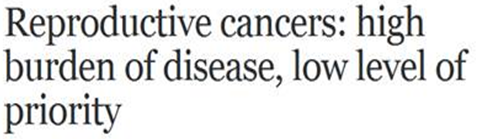 Reproductive cancers: high
burden of disease, low level of
priority